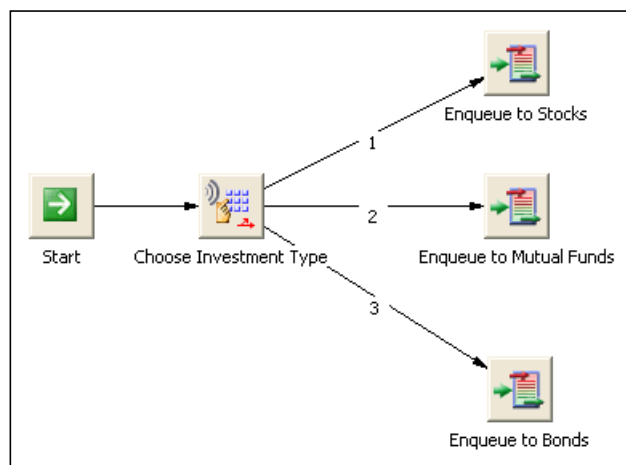 Enqueue to Stocks
1
Start
Choose Investment Type
2
Enqueue to Mutual Funds
3
Enqueue to Bonds